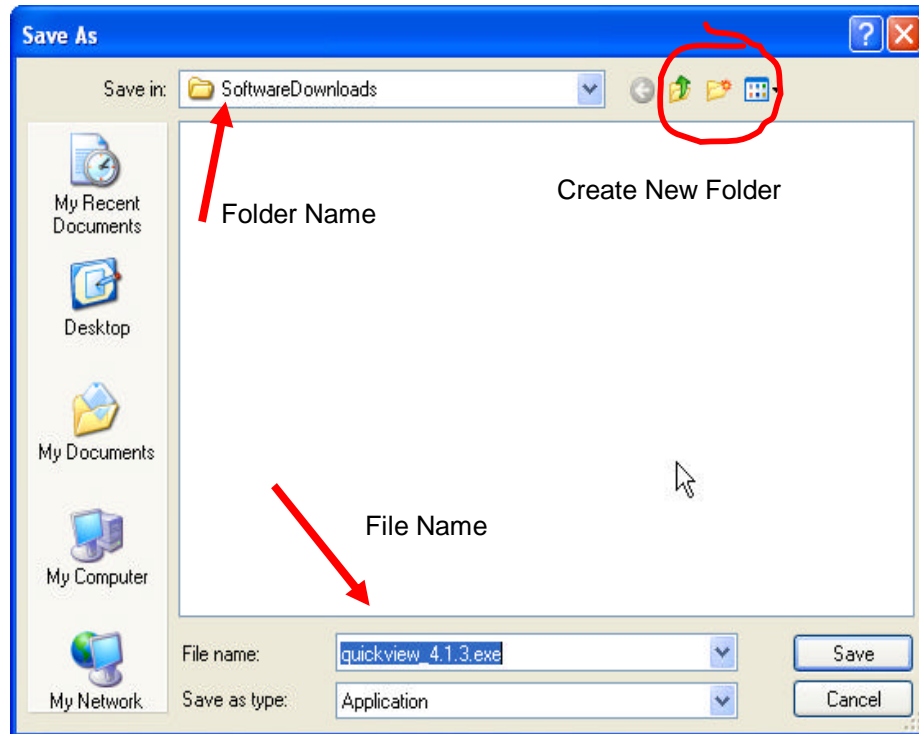 Save As
Save in:
SoftwareDownloads
My Recent
Documents
Desktop
My Documents
My Computer
My Network
Folder Name
Create New Folder
File Name
File name:
quickview_4.1.3.exe
Save
Save as type:
Application
Cancel